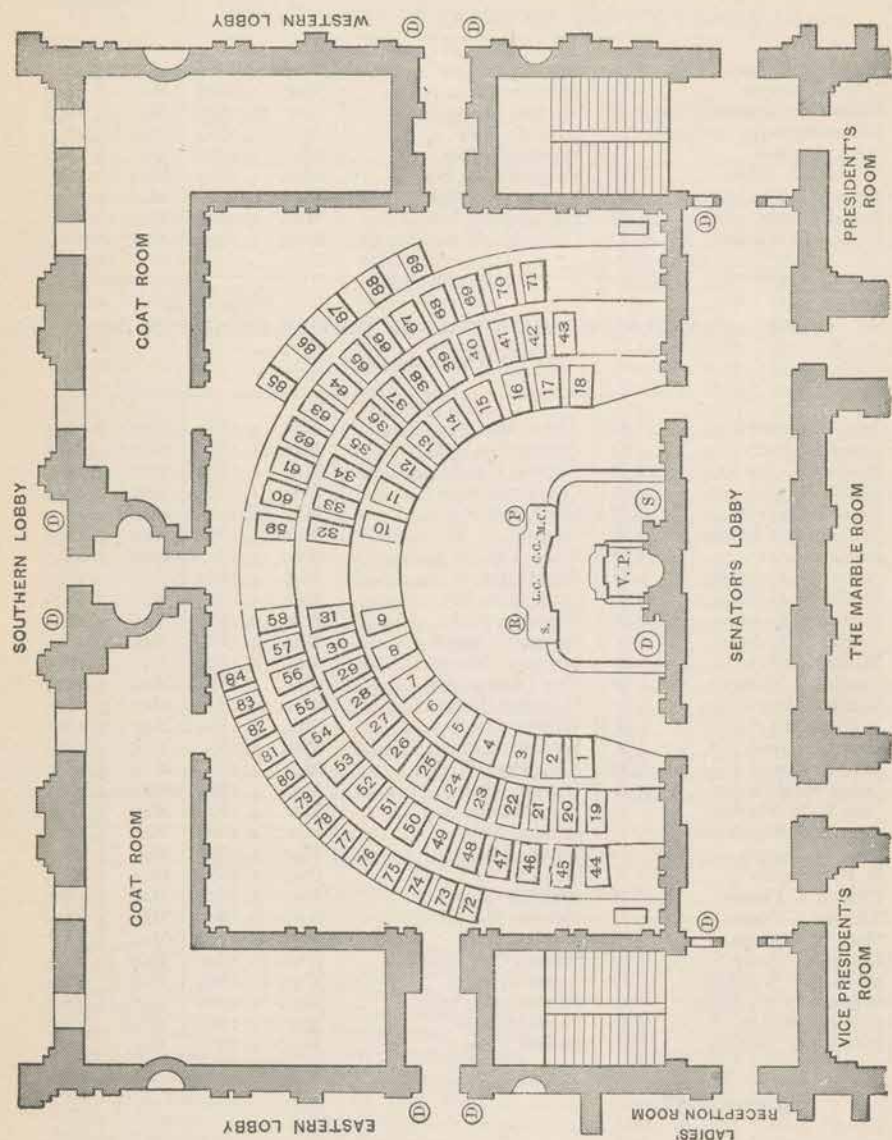 SOUTHERN LOBBY
D
D
COAT ROOM
COAT ROOM
EASTERN LOBBY
WESTERN LOBBY
D
D
D
D
72 73 74 75 76 77 78 79 80 81 82 83 84
85 86 87 88 89
44 45 46 47 48 49 50 51 52 53 54 55 56 57 58
59 60 61 62 63 64 65 66 67 68 69 70 71
19 20 21 22 23 24 25 26 27 28 29 30 31
32 33 34 35 36 37 38 39 40 41 42 43
1 2 3 4 5 6 7 8 9
10 11 12 13 14 15 16 17 18
R
P
S. L.C. C.C. M.C.
V. P.
D
S
D
D
SENATOR'S LOBBY
LADIES'
RECEPTION ROOM
VICE PRESIDENT'S
ROOM
THE MARBLE ROOM
PRESIDENT'S
ROOM